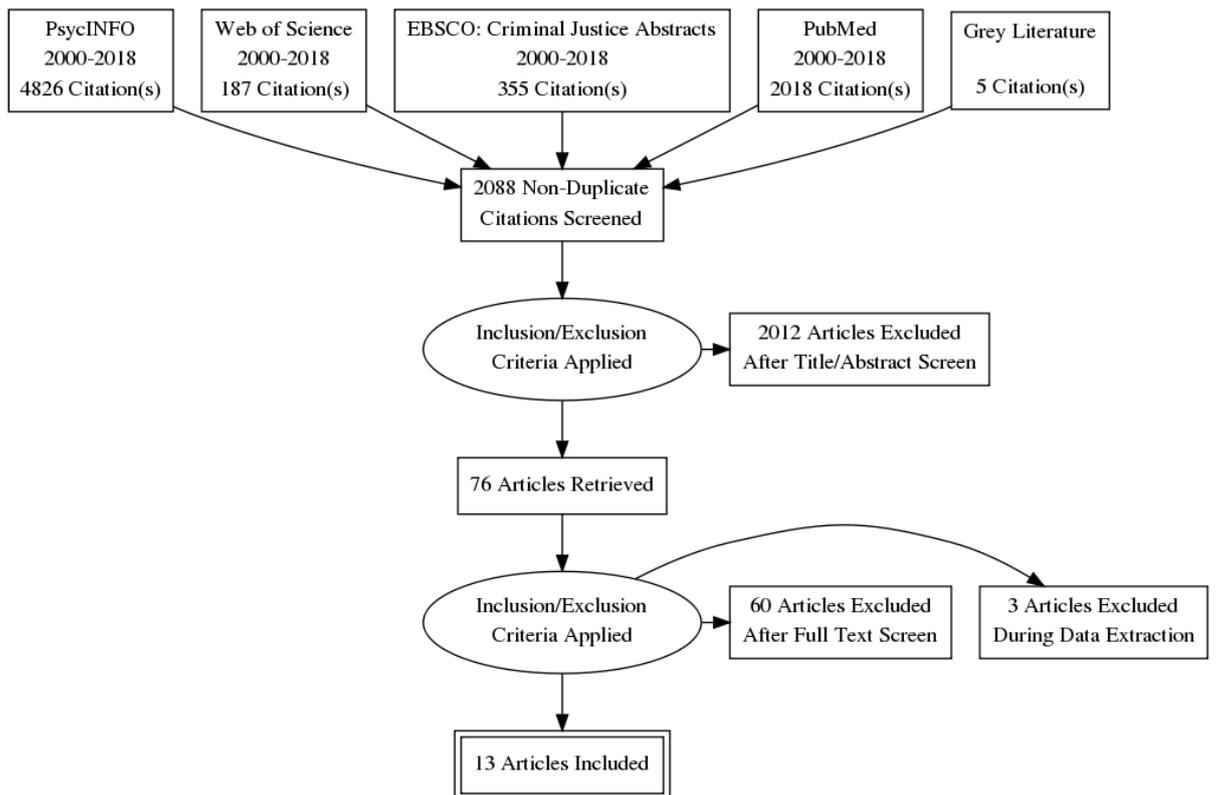 PsycINFO
2000-2018
4826 Citation(s)
Web of Science
2000-2018
187 Citation(s)
EBSCO: Criminal Justice Abstracts
2000-2018
355 Citation(s)
PubMed
2000-2018
2018 Citation(s)
Grey Literature
5 Citation(s)
2088 Non-Duplicate
Citations Screened
Inclusion/Exclusion
Criteria Applied
2012 Articles Excluded
After Title/Abstract Screen
76 Articles Retrieved
Inclusion/Exclusion
Criteria Applied
60 Articles Excluded
After Full Text Screen
3 Articles Excluded
During Data Extraction
13 Articles Included